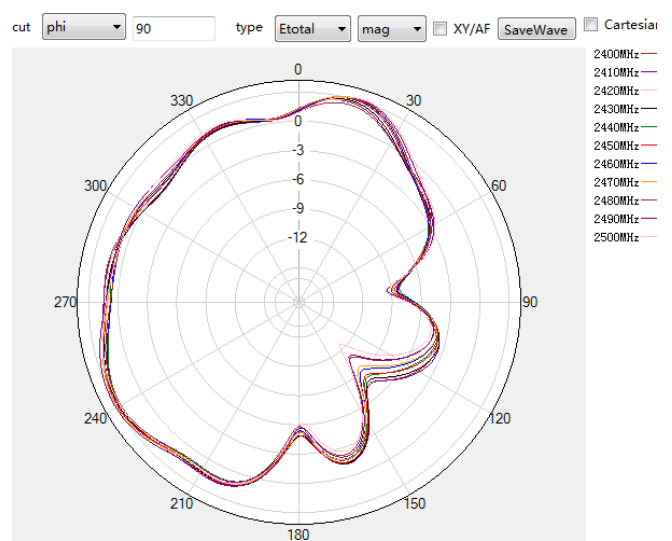 cut phi 90 type Etotal mag XY/AF SaveWave Cartesian
0
330 30
0
-3
300 60
-6
-9
-12
270 90
240 120
210 150
180
2400MHz
2410MHz
2420MHz
2430MHz
2440MHz
2450MHz
2460MHz
2470MHz
2480MHz
2490MHz
2500MHz